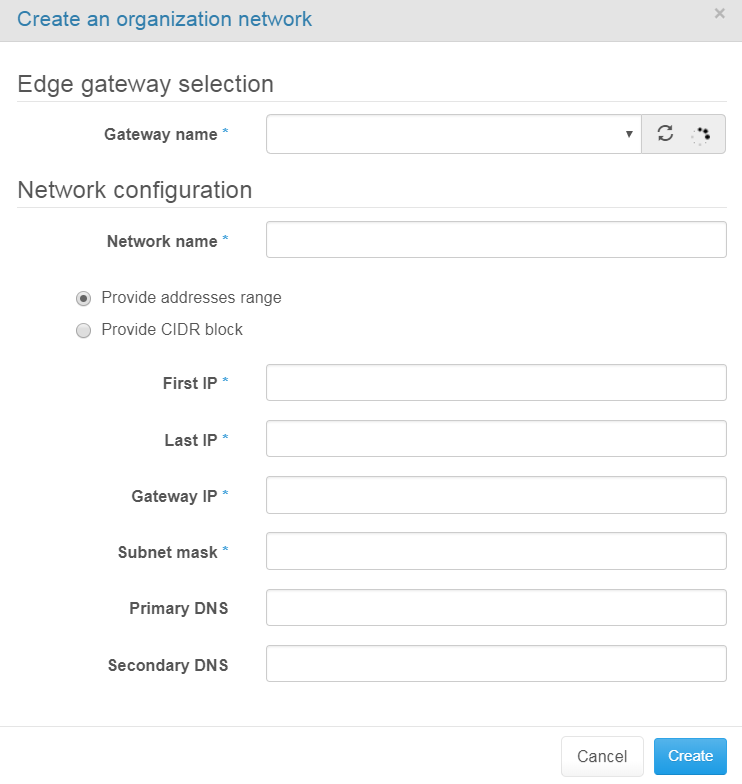 Create an organization network ×
Edge gateway selection
Gateway name *
Network configuration
Network name *
Provide addresses range
Provide CIDR block
First IP *
Last IP *
Gateway IP *
Subnet mask *
Primary DNS
Secondary DNS
Cancel Create